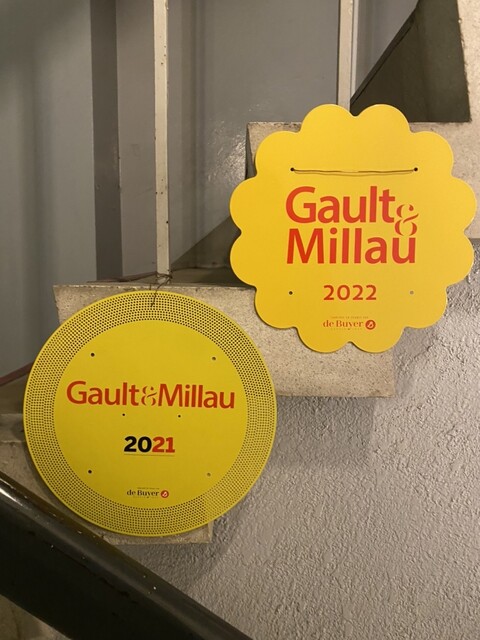 Gault&Millau
2021
de Buyer
Gault&
Millau
2022
de Buyer